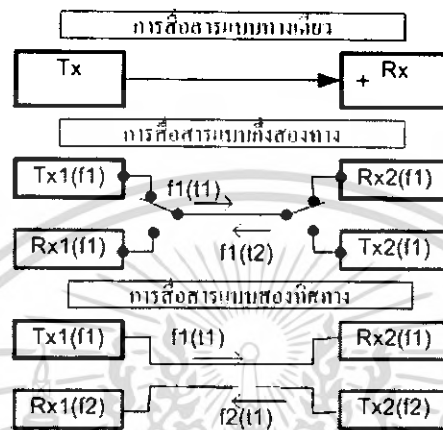 การสื่อสารแบบทางเดียว
Tx + Rx
การสื่อสารแบบกึ่งสองทาง
Tx1(f1) f1(t1) Rx2(f1)
Rx1(f1) f1(t2) Tx2(f1)
การสื่อสารแบบสองทิศทาง
Tx1(f1) f1(t1) Rx2(f1)
Rx1(f2) f2(t1) Tx2(f2)